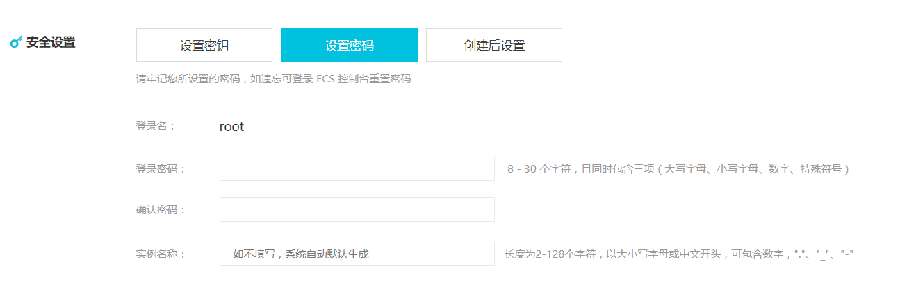 安全设置
设置密钥 设置密码 创建后设置
请牢记您所设置的密码，如遗忘可登录 ECS 控制台重置密码
登录名： root
登录密码： 8 - 30 个字符，且同时包含三项（大写字母、小写字母、数字、特殊符号）
确认密码：
实例名称： 如不填写，系统自动默认生成 长度为2-128个字符，以大小写字母或中文开头，可包含数字，"."、"_"、"-"